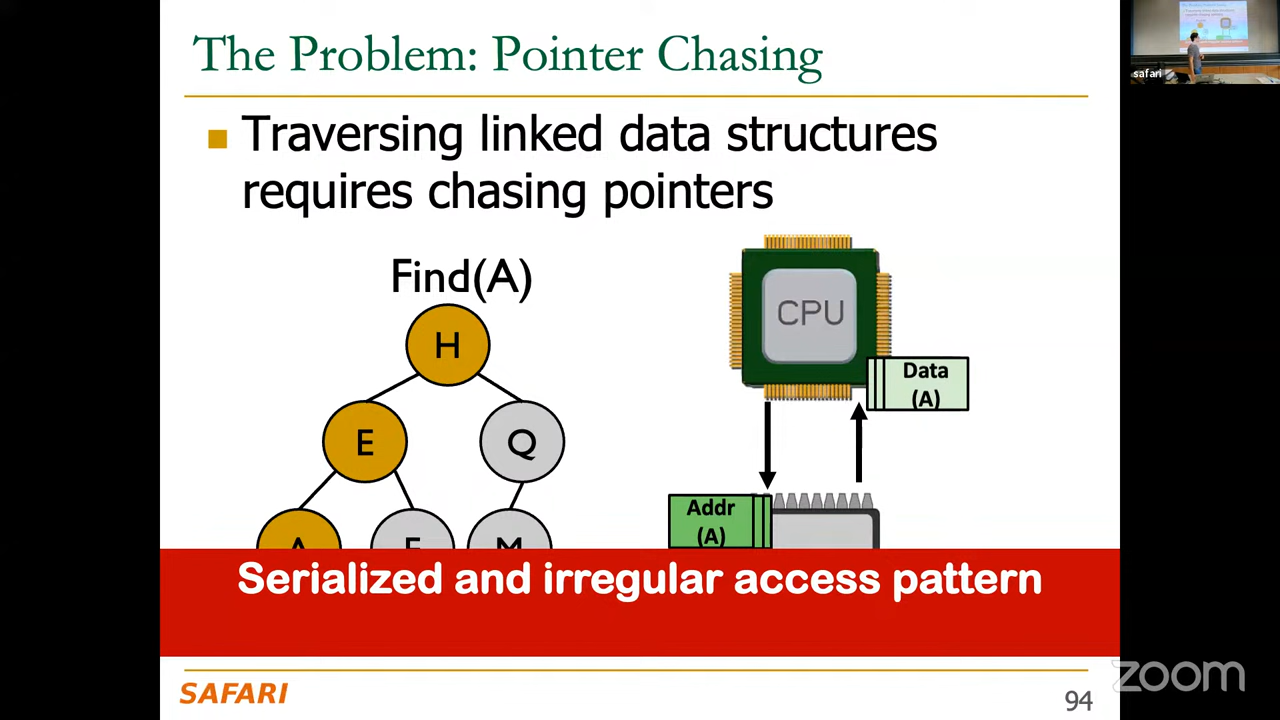 The Problem: Pointer Chasing
safari
Traversing linked data structures
requires chasing pointers
Find(A)
H
E
Q
A
F
M
CPU
Data
(A)
Addr
(A)
Serialized and irregular access pattern
SAFARI
94
zoom